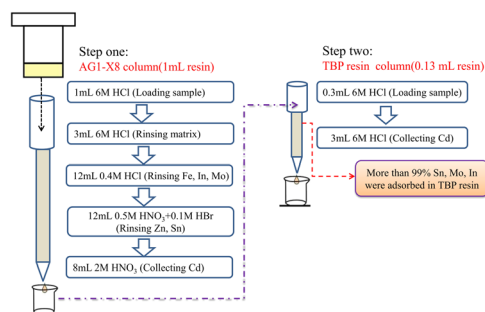 Step one:
AG1-X8 column(1mL resin)
1mL 6M HCl (Loading sample)
3mL 6M HCl (Rinsing matrix)
12mL 0.4M HCl (Rinsing Fe, In, Mo)
12mL 0.5M HNO3+0.1M HBr
(Rinsing Zn, Sn)
8mL 2M HNO3 (Collecting Cd)
Step two:
TBP resin column(0.13 mL resin)
0.3mL 6M HCl (Loading sample)
3mL 6M HCl (Collecting Cd)
More than 99% Sn, Mo, In
were adsorbed in TBP resin